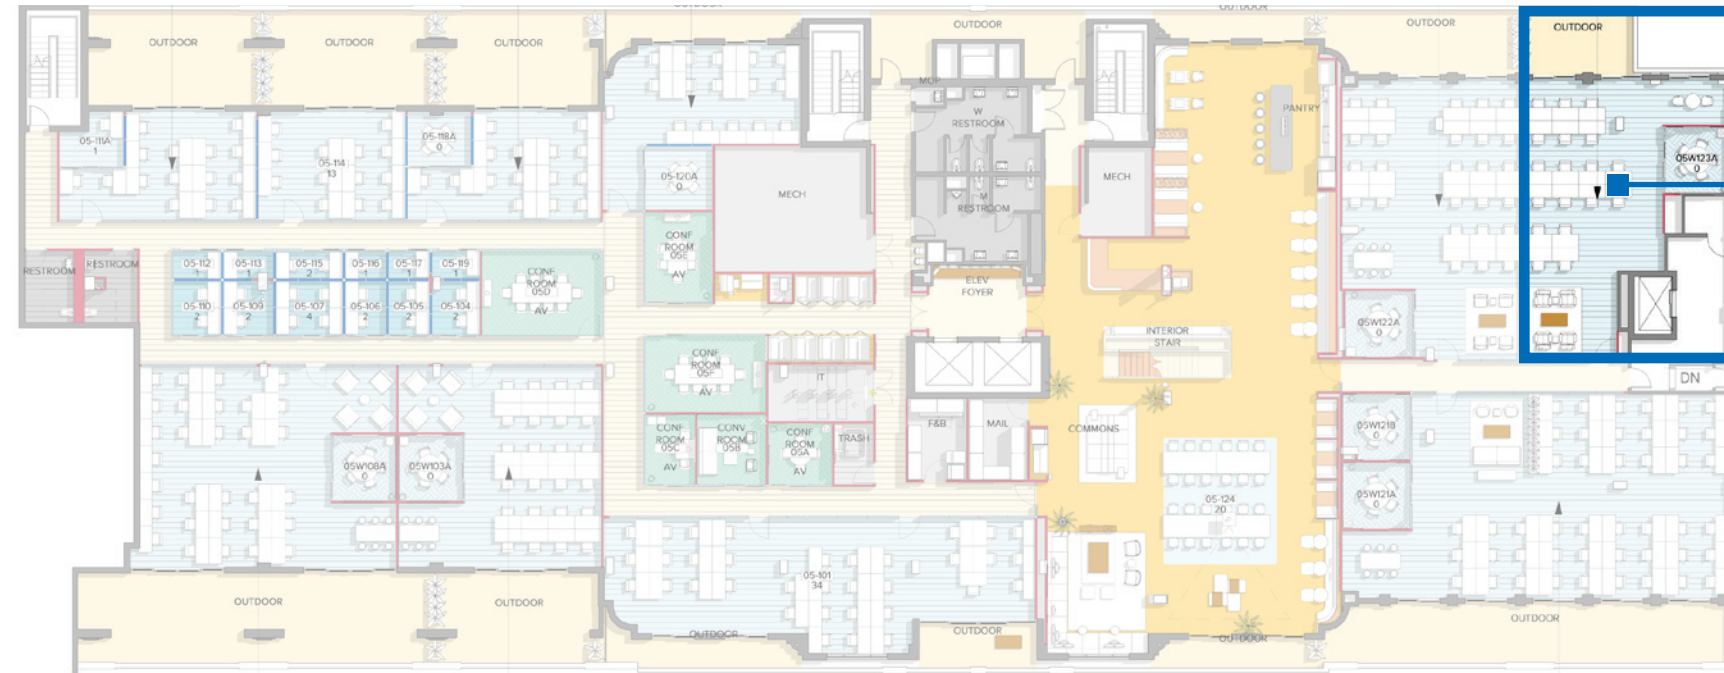 OUTDOOR
OUTDOOR
OUTDOOR
OUTDOOR
OUTDOOR
OUTDOOR
OUTDOOR
MOP
W
RESTROOM
PANTRY
05-111A
1
05-114
13
05-118A
0
05-120A
0
MECH
M
RESTROOM
MECH
05W123A
0
RESTROOM
RESTROOM
05-112
1
05-113
1
05-115
2
05-116
1
05-117
1
05-119
1
05-110
2
05-109
2
05-107
4
05-106
2
05-105
2
05-104
2
CONF
ROOM
05D
AV
CONF
ROOM
05E
AV
ELEV
FOYER
INTERIOR
STAIR
05W122A
0
CONF
ROOM
05F
AV
IT
DN
CONF
ROOM
05C
AV
CONV
ROOM
05B
CONF
ROOM
05A
AV
TRASH
F&B
MAIL
COMMONS
05W108A
0
05W103A
0
05W121B
0
05W121A
0
05-124
20
05-101
34
OUTDOOR
OUTDOOR
OUTDOOR
OUTDOOR
OUTDOOR
OUTDOOR